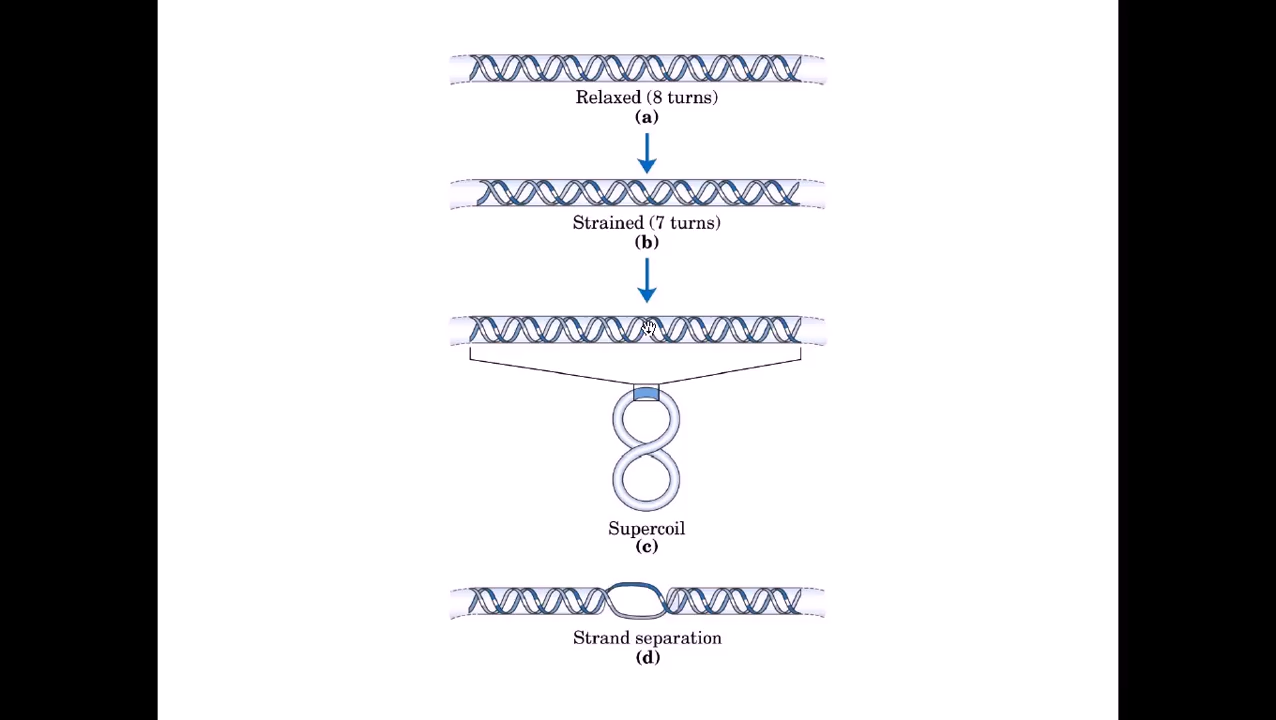 Relaxed (8 turns)
(a)
Strained (7 turns)
(b)
Supercoil
(c)
Strand separation
(d)